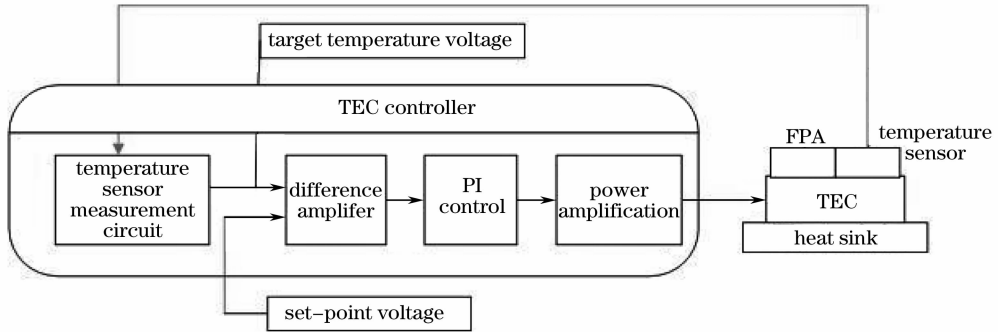 target temperature voltage
TEC controller
FPA
temperature
sensor
temperature
sensor
measurement
circuit
difference
amplifer
PI
control
power
amplification
TEC
heat sink
set-point voltage